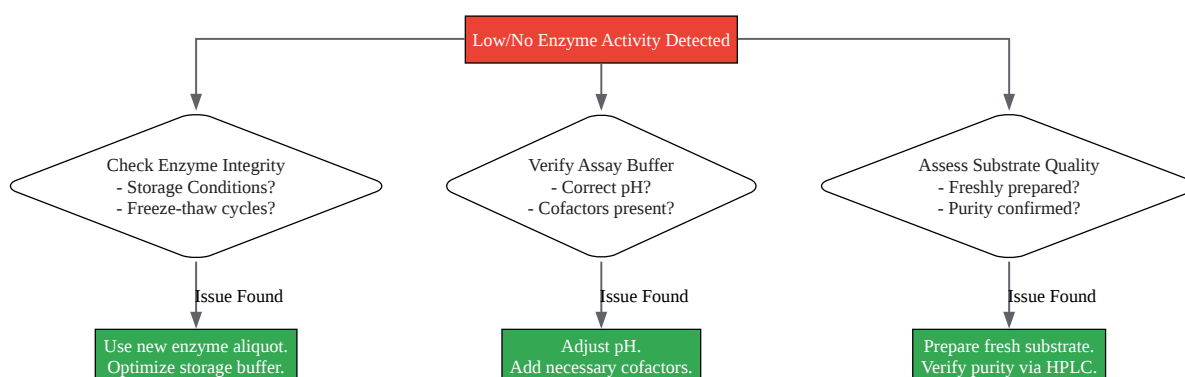 Low/No Enzyme Activity Detected
Check Enzyme Integrity
- Storage Conditions?
- Freeze-thaw cycles?
Verify Assay Buffer
- Correct pH?
- Cofactors present?
Assess Substrate Quality
- Freshly prepared?
- Purity confirmed?
Issue Found
Issue Found
Issue Found
Use new enzyme aliquot.
Optimize storage buffer.
Adjust pH.
Add necessary cofactors.
Prepare fresh substrate.
Verify purity via HPLC.